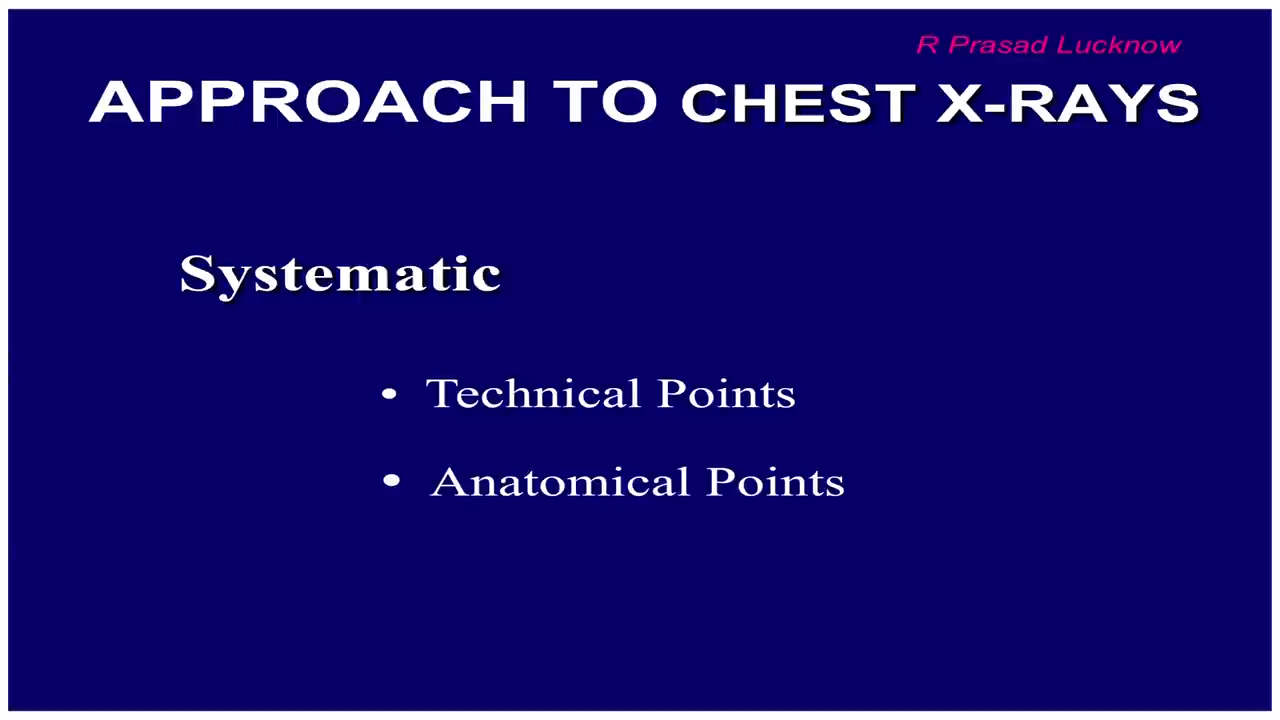 R Prasad Lucknow
APPROACH TO CHEST X-RAYS
Systematic
• Technical Points
• Anatomical Points